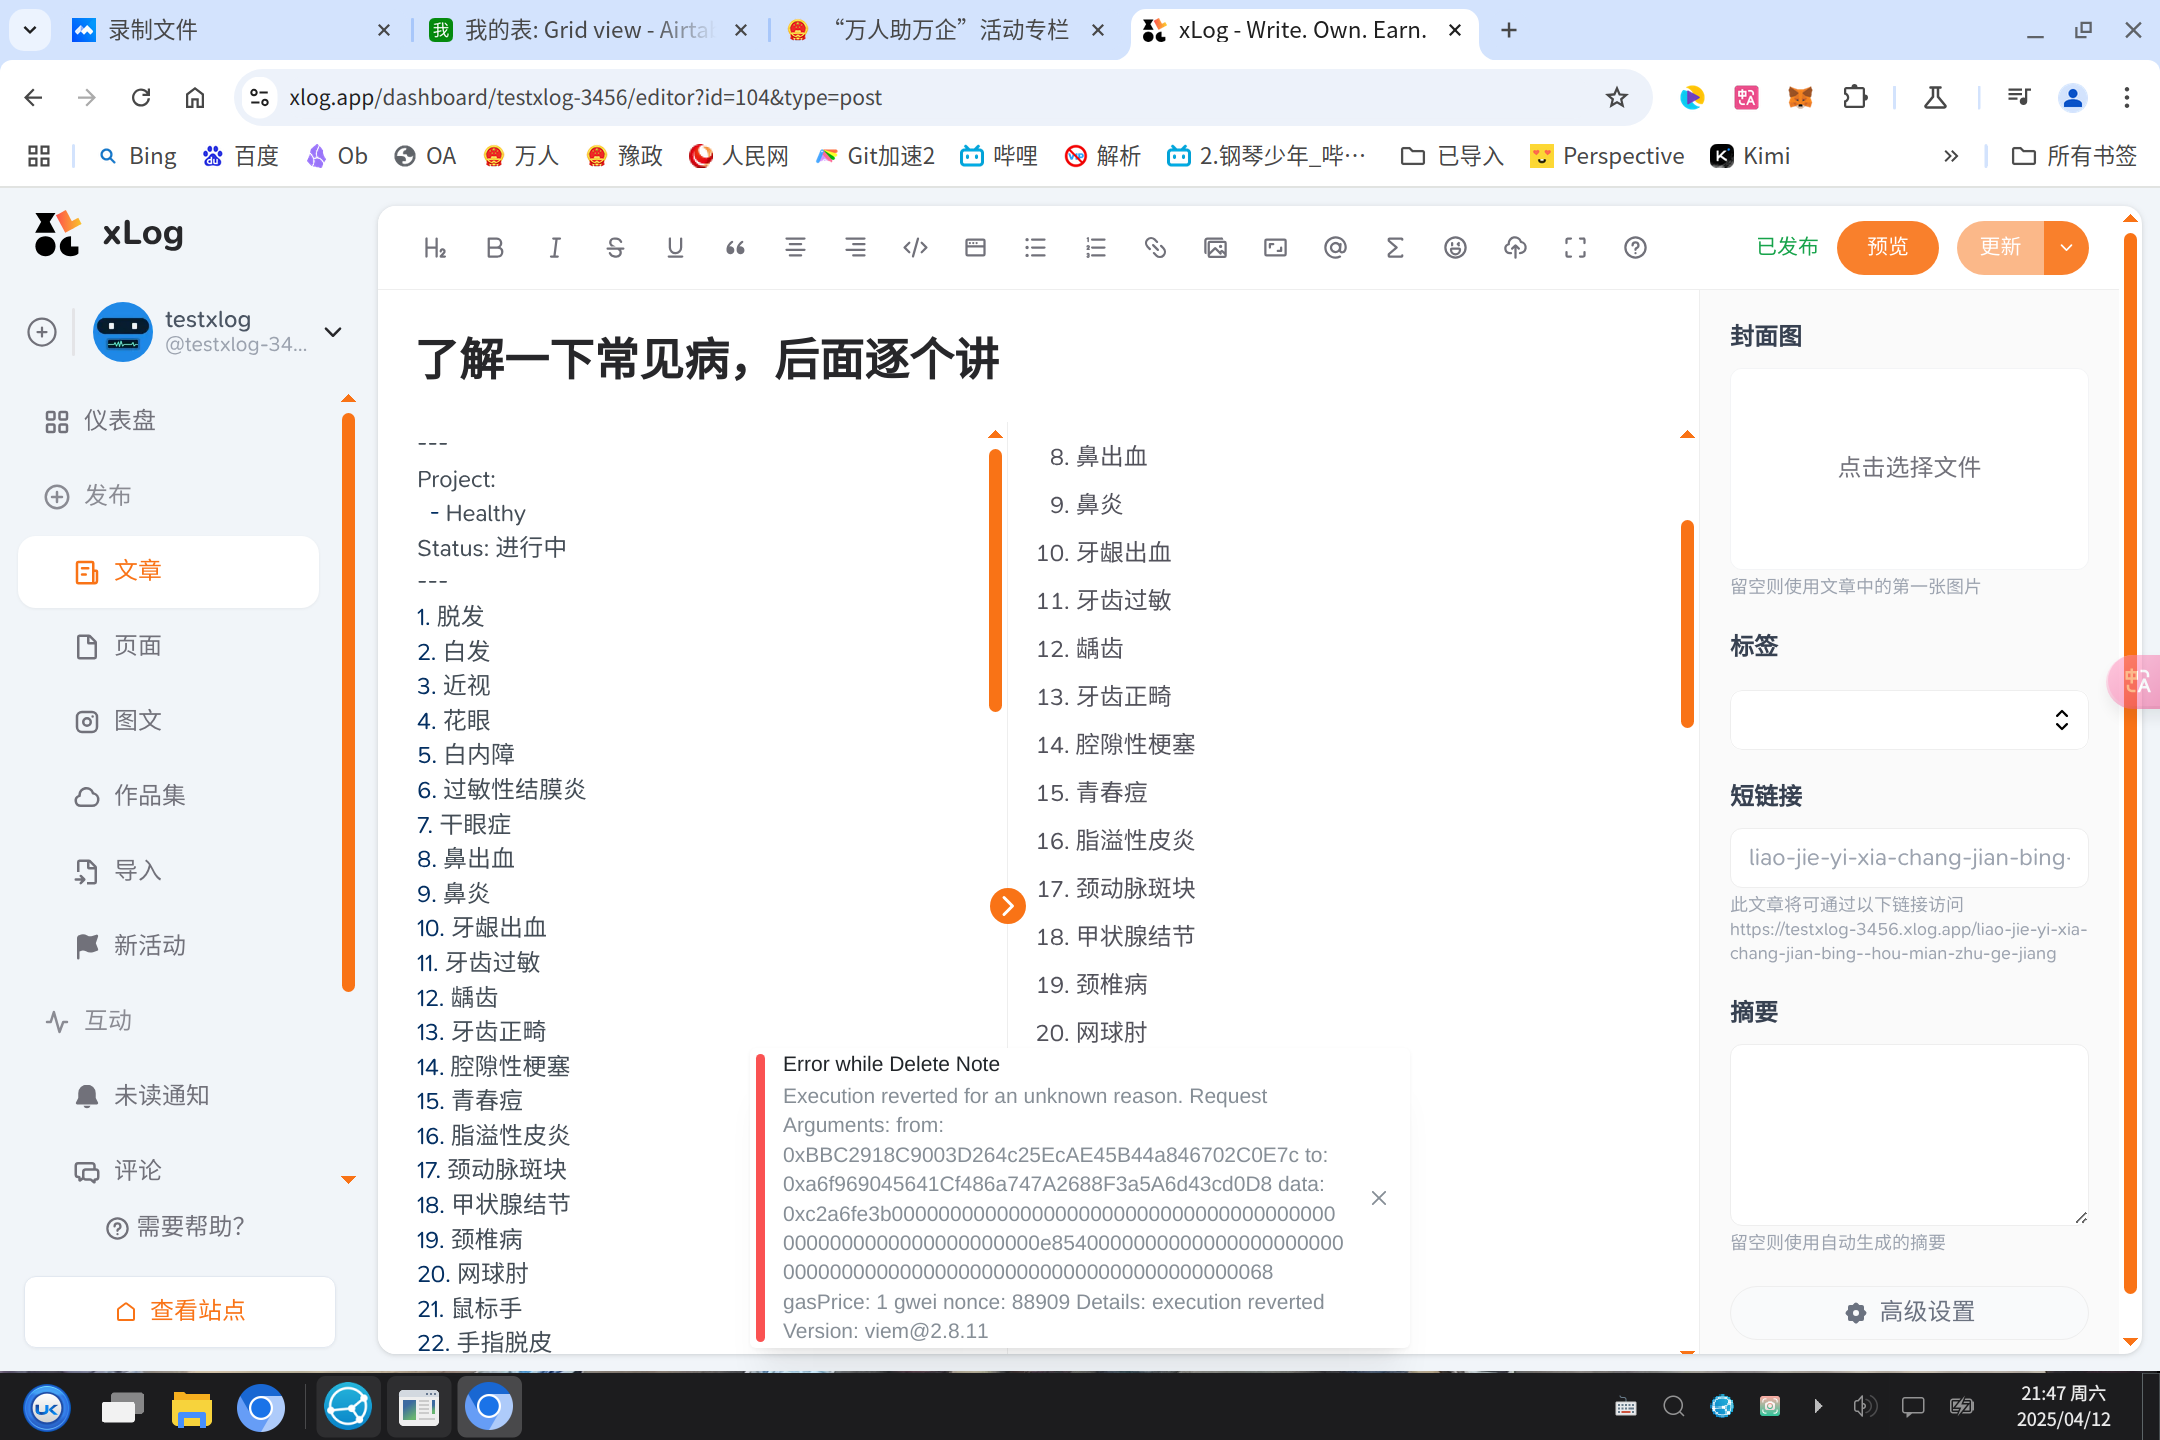 录制文件
我的表: Grid view - Airta
“万人助万企”活动专栏
xLog - Write. Own. Earn.
xlog.app/dashboard/testxlog-3456/editor?id=104&type=post
Bing
百度
Ob
OA
万人
豫政
人民网
Git加速2
哔哩
解析
2.钢琴少年_哔…
已导入
Perspective
Kimi
所有书签
xLog
已发布
预览
更新
testxlog
@testxlog-34...
仪表盘
发布
文章
页面
图文
作品集
导入
新活动
互动
未读通知
评论
需要帮助?
查看站点
了解一下常见病，后面逐个讲
---
Project:
- Healthy
Status: 进行中
---
1. 脱发
2. 白发
3. 近视
4. 花眼
5. 白内障
6. 过敏性结膜炎
7. 干眼症
8. 鼻出血
9. 鼻炎
10. 牙龈出血
11. 牙齿过敏
12. 龋齿
13. 牙齿正畸
14. 腔隙性梗塞
15. 青春痘
16. 脂溢性皮炎
17. 颈动脉斑块
18. 甲状腺结节
19. 颈椎病
20. 网球肘
21. 鼠标手
22. 手指脱皮
8. 鼻出血
9. 鼻炎
10. 牙龈出血
11. 牙齿过敏
12. 龋齿
13. 牙齿正畸
14. 腔隙性梗塞
15. 青春痘
16. 脂溢性皮炎
17. 颈动脉斑块
18. 甲状腺结节
19. 颈椎病
20. 网球肘
Error while Delete Note
Execution reverted for an unknown reason. Request
Arguments: from:
0xBBC2918C9003D264c25EcAE45B44a846702C0E7c to:
0xa6f969045641Cf486a747A2688F3a5A6d43cd0D8 data:
gasPrice: 1 gwei nonce: 88909 Details: execution reverted
Version: viem@2.8.11
封面图
点击选择文件
留空则使用文章中的第一张图片
标签
短链接
liao-jie-yi-xia-chang-jian-bing-
此文章将可通过以下链接访问
https://testxlog-3456.xlog.app/liao-jie-yi-xia-
chang-jian-bing--hou-mian-zhu-ge-jiang
摘要
留空则使用自动生成的摘要
高级设置
21:47 周六
2025/04/12